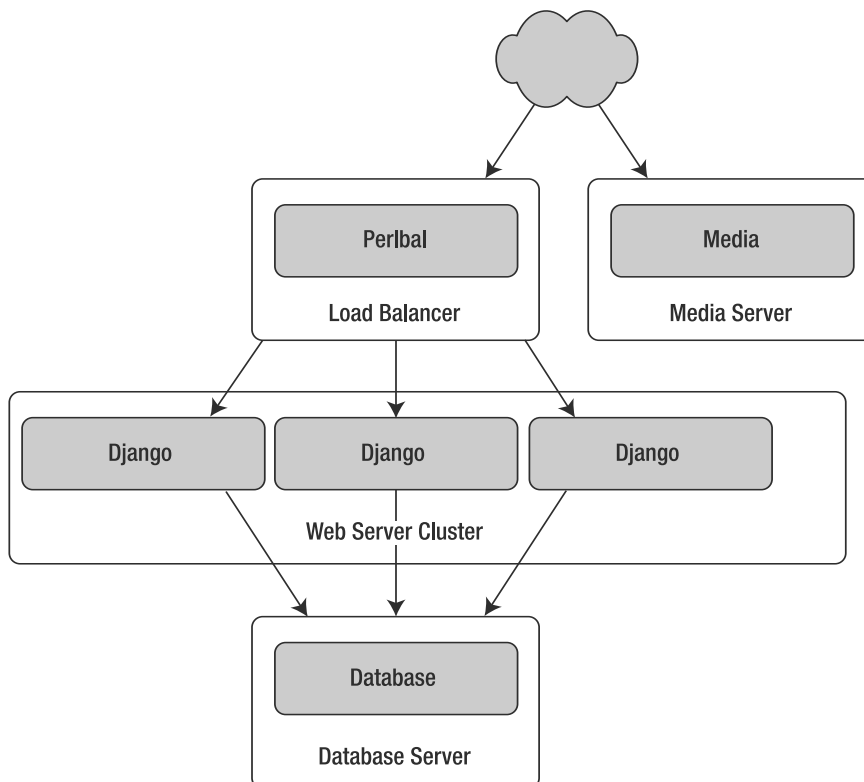 Perlbal
Media
Load Balancer
Media Server
Django
Django
Django
Web Server Cluster
Database
Database Server